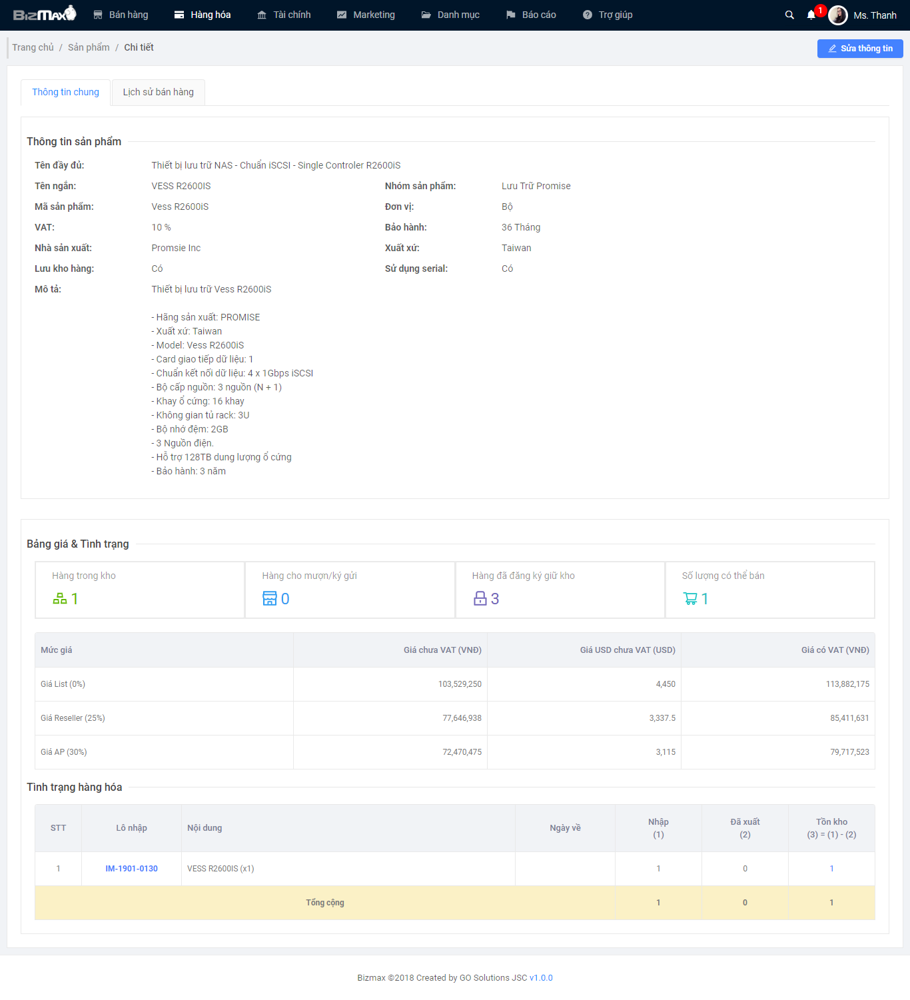 BizMAX Bán hàng Hàng hóa Tài chính Marketing Danh mục Báo cáo Trợ giúp 1 Ms. Thanh
Trang chủ / Sản phẩm / Chi tiết Sửa thông tin
Thông tin chung Lịch sử bán hàng
Thông tin sản phẩm
Tên đầy đủ: Thiết bị lưu trữ NAS - Chuẩn iSCSI - Single Controler R2600iS
Tên ngắn: VESS R2600IS Nhóm sản phẩm: Lưu Trữ Promise
Mã sản phẩm: Vess R2600iS Đơn vị: Bộ
VAT: 10 % Bảo hành: 36 Tháng
Nhà sản xuất: Promsie Inc Xuất xứ: Taiwan
Lưu kho hàng: Có Sử dụng serial: Có
Mô tả: Thiết bị lưu trữ Vess R2600iS
- Hãng sản xuất: PROMISE
- Xuất xứ: Taiwan
- Model: Vess R2600iS
- Card giao tiếp dữ liệu: 1
- Chuẩn kết nối dữ liệu: 4 x 1Gbps iSCSI
- Bộ cấp nguồn: 3 nguồn (N + 1)
- Khay ổ cứng: 16 khay
- Không gian tủ rack: 3U
- Bộ nhớ đệm: 2GB
- 3 Nguồn điện.
- Hỗ trợ 128TB dung lượng ổ cứng
- Bảo hành: 3 năm
Bảng giá & Tình trạng
Hàng trong kho Hàng cho mượn/ký gửi Hàng đã đăng ký giữ kho Số lượng có thể bán
1 0 3 1
Mức giá Giá chưa VAT (VNĐ) Giá USD chưa VAT (USD) Giá có VAT (VNĐ)
Giá List (0%) 103,529,250 4,450 113,882,175
Giá Reseller (25%) 77,646,938 3,337.5 85,411,631
Giá AP (30%) 72,470,475 3,115 79,717,523
Tình trạng hàng hóa
STT Lô nhập Nội dung Ngày về Nhập Đã xuất Tồn kho
(1) (2) (3) = (1) - (2)
1 IM-1901-0130 VESS R2600IS (x1) 1 0 1
Tổng cộng 1 0 1
Bizmax ©2018 Created by GO Solutions JSC v1.0.0